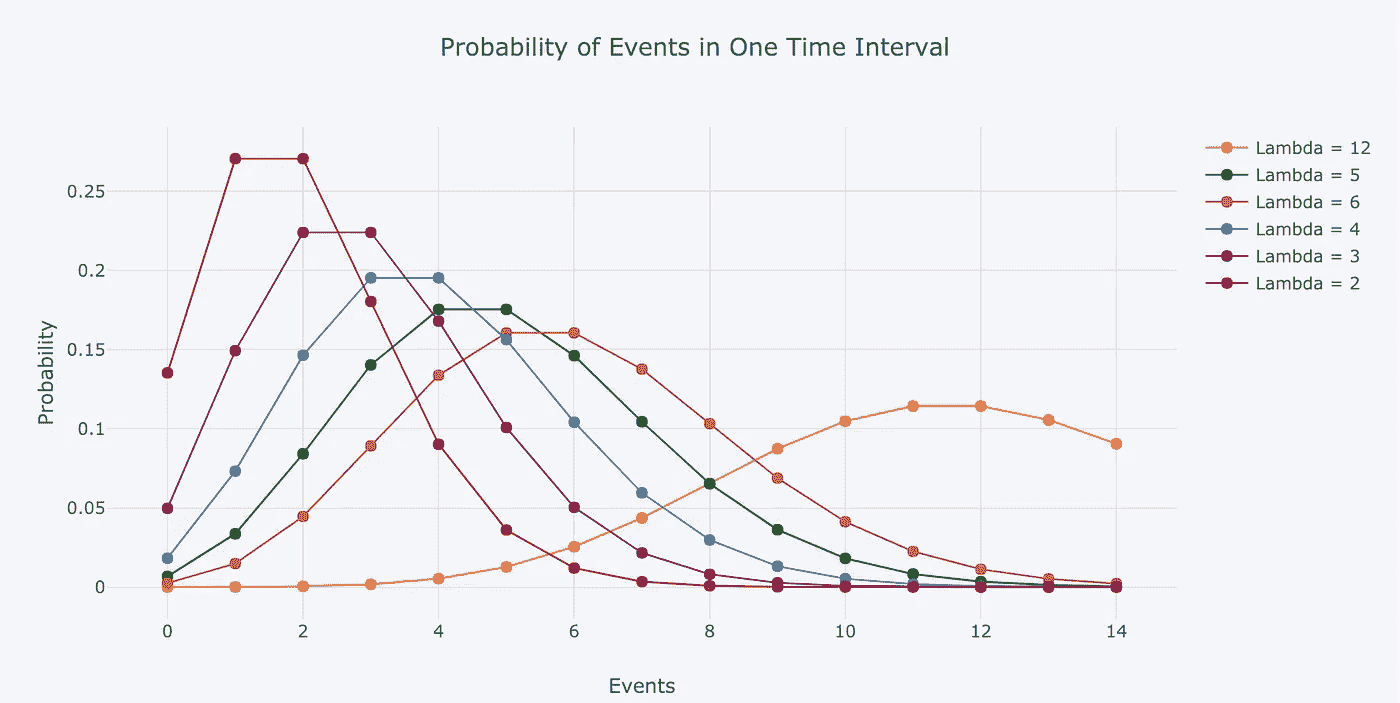 Probability of Events in One Time Interval
Lambda = 12
Lambda = 5
Lambda = 6
Lambda = 4
Lambda = 3
Lambda = 2
Probability
0.25
0.2
0.15
0.1
0.05
0
0 2 4 6 8 10 12 14
Events